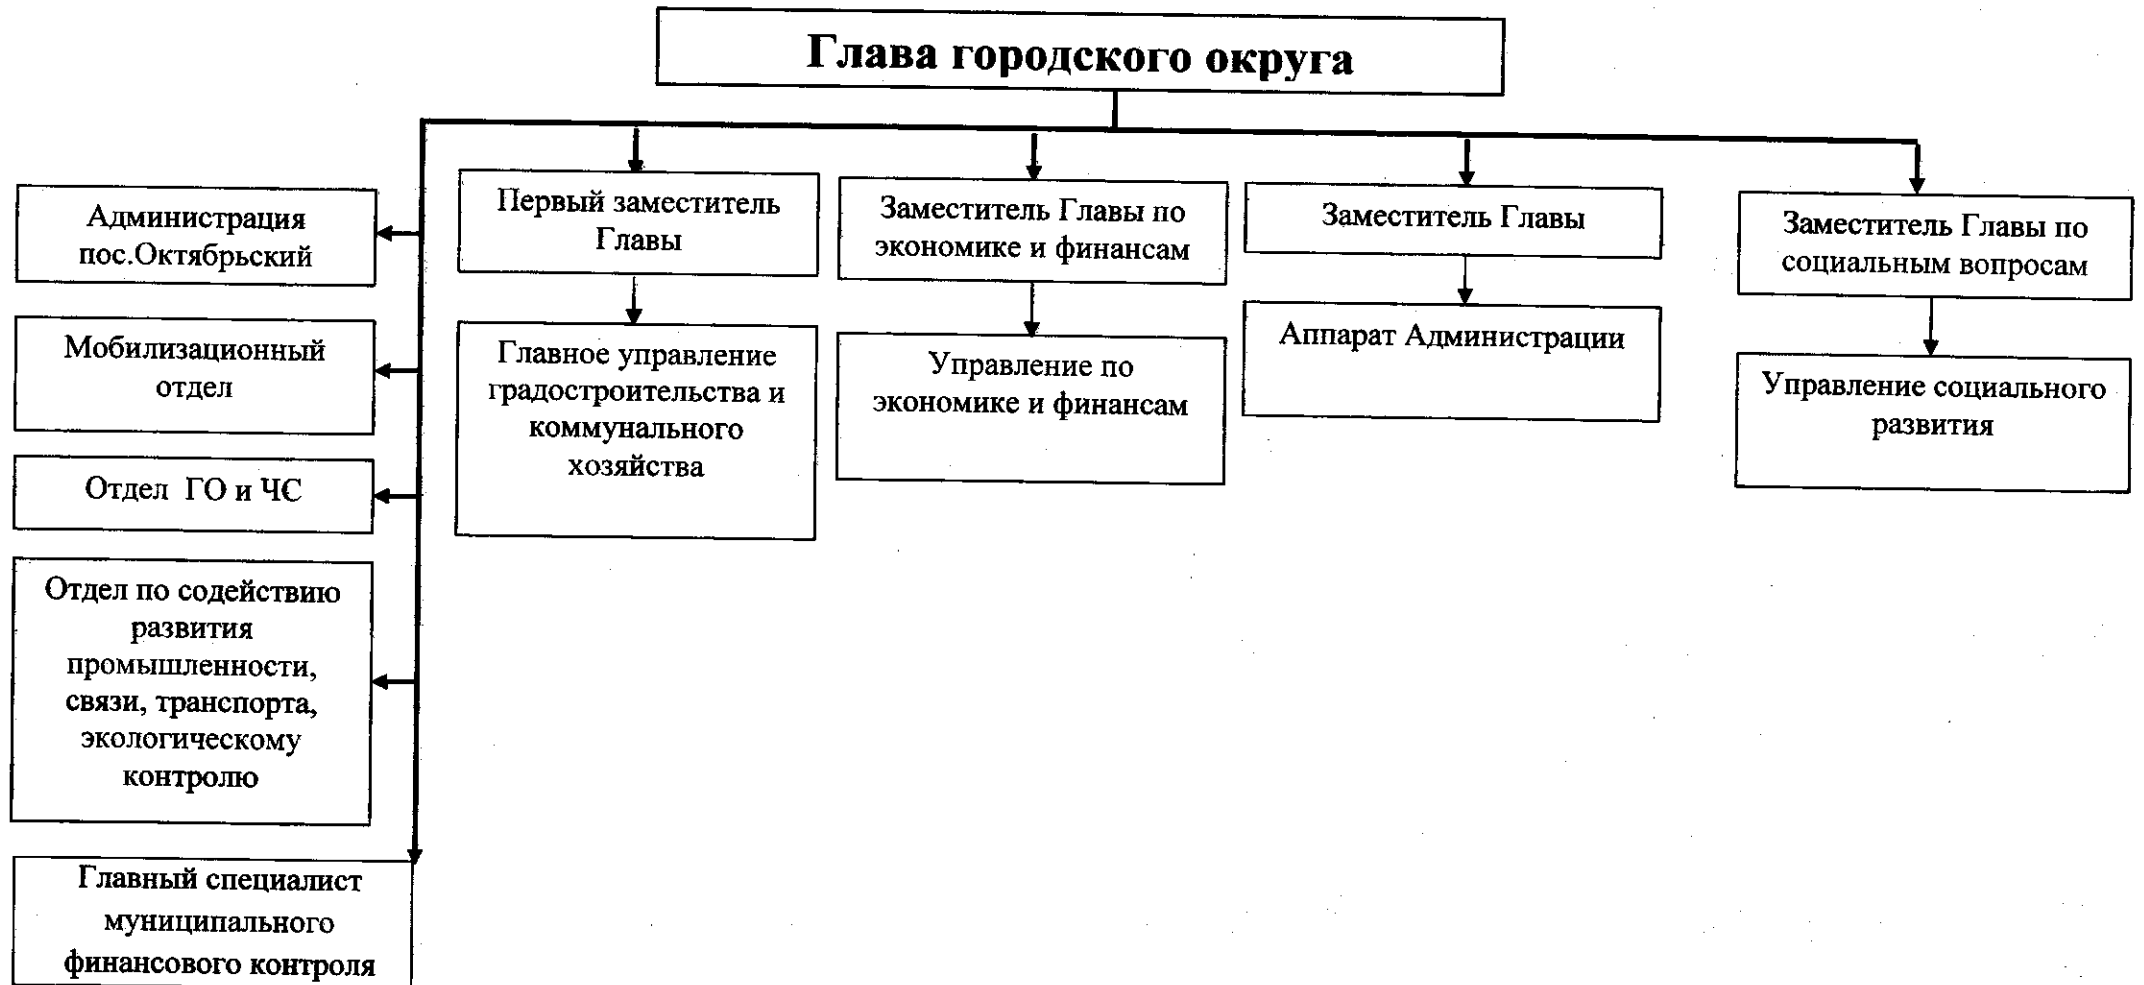 Глава городского округа
Администрация
пос.Октябрьский
Мобилизационный
отдел
Отдел ГО и ЧС
Отдел по содействию
развития
промышленности,
связи, транспорта,
экологическому
контролю
Главный специалист
муниципального
финансового контроля
Первый заместитель
Главы
Главное управление
градостроительства и
коммунального
хозяйства
Заместитель Главы по
экономике и финансам
Управление по
экономике и финансам
Заместитель Главы
Аппарат Администрации
Заместитель Главы по
социальным вопросам
Управление социального
развития